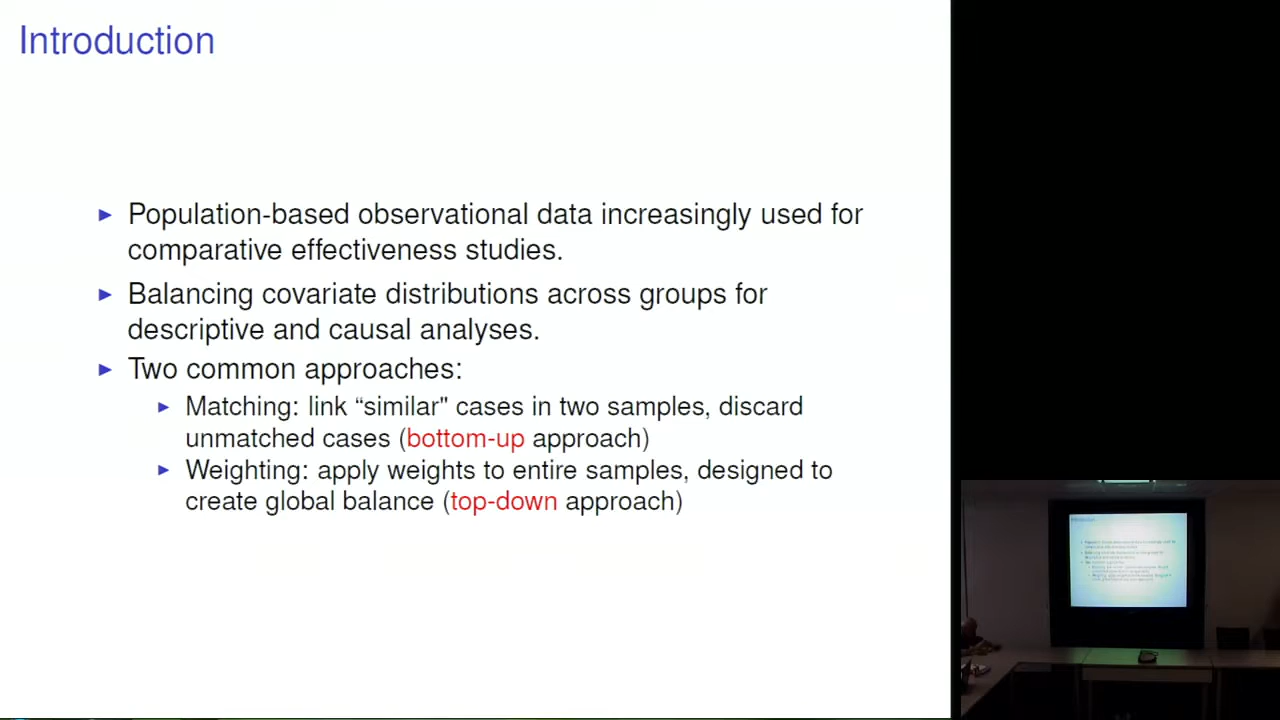 Introduction
► Population-based observational data increasingly used for
comparative effectiveness studies.
► Balancing covariate distributions across groups for
descriptive and causal analyses.
► Two common approaches:
► Matching: link “similar" cases in two samples, discard
unmatched cases (bottom-up approach)
► Weighting: apply weights to entire samples, designed to
create global balance (top-down approach)